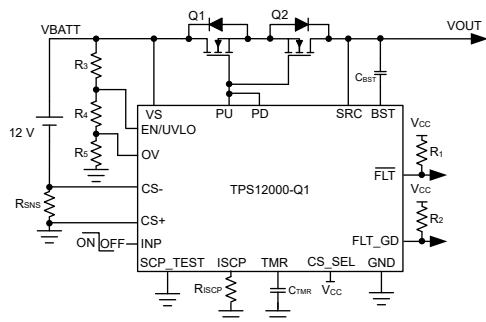 Q1
Q2
VBATT
VOUT
R3
CBST
VS
PU
PD
SRC
BST
R4
EN/UVLO
VCC
R5
OV
12 V
R1
FLT
CS-
TPS12000-Q1
VCC
RSNS
CS+
R2
ON
OFF
INP
FLT_GD
SCP_TEST
ISCP
TMR
CS_SEL
GND
RISCP
CTMR
VCC